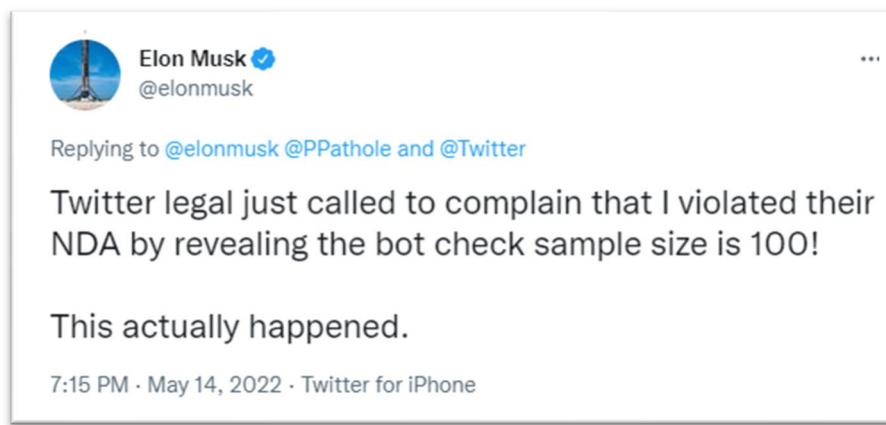 Elon Musk
@elonmusk
Replying to @elonmusk @PPathole and @Twitter
Twitter legal just called to complain that I violated their
NDA by revealing the bot check sample size is 100!
This actually happened.
7:15 PM · May 14, 2022 · Twitter for iPhone